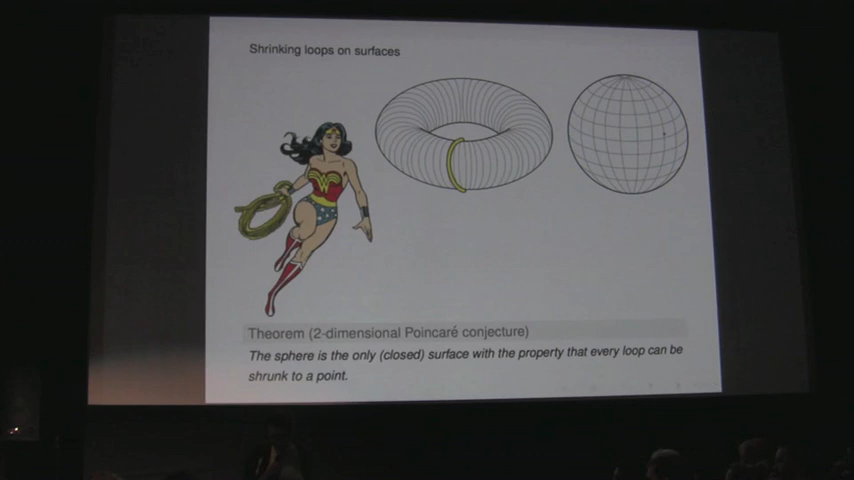 Shrinking loops on surfaces
Theorem (2-dimensional Poincaré conjecture)
The sphere is the only (closed) surface with the property that every loop can be
shrunk to a point.